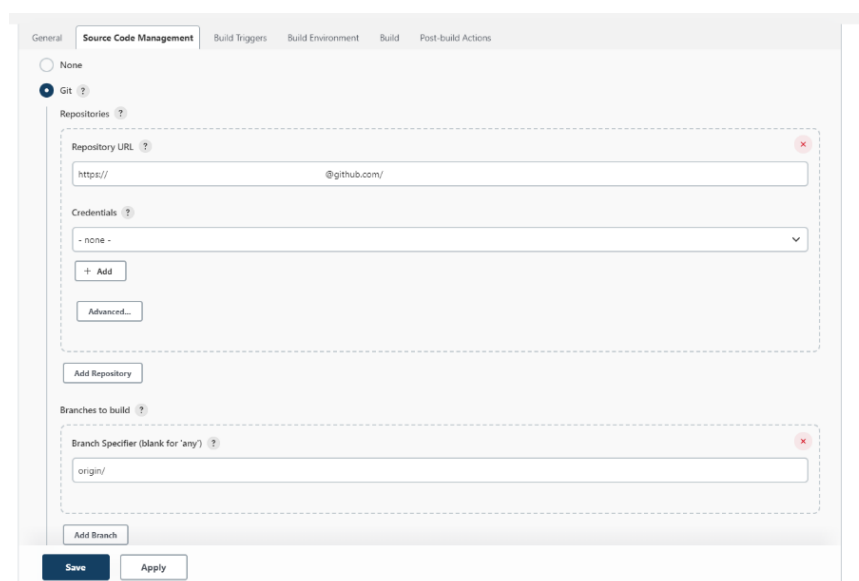 General Source Code Management Build Triggers Build Environment Build Post-build Actions
None
Git ?
Repositories ?
Repository URL ?
https:// @github.com/
Credentials ?
- none -
+ Add
Advanced...
Add Repository
Branches to build ?
Branch Specifier (blank for 'any') ?
origin/
Add Branch
Save Apply